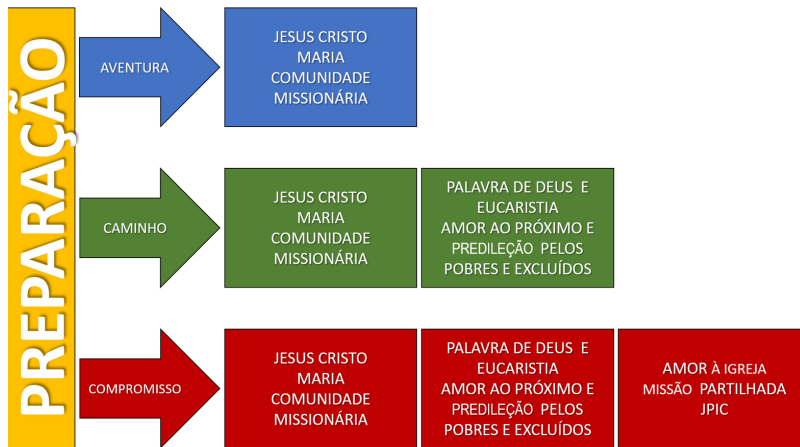 PREPARAÇÃO
AVENTURA
JESUS CRISTO
MARIA
COMUNIDADE
MISSIONÁRIA
CAMINHO
JESUS CRISTO
MARIA
COMUNIDADE
MISSIONÁRIA
PALAVRA DE DEUS E
EUCARISTIA
AMOR AO PRÓXIMO E
PREDILEÇÃO PELOS
POBRES E EXCLUÍDOS
COMPROMISSO
JESUS CRISTO
MARIA
COMUNIDADE
MISSIONÁRIA
PALAVRA DE DEUS E
EUCARISTIA
AMOR AO PRÓXIMO E
PREDILEÇÃO PELOS
POBRES E EXCLUÍDOS
AMOR À IGREJA
MISSÃO PARTILHADA
JPIC